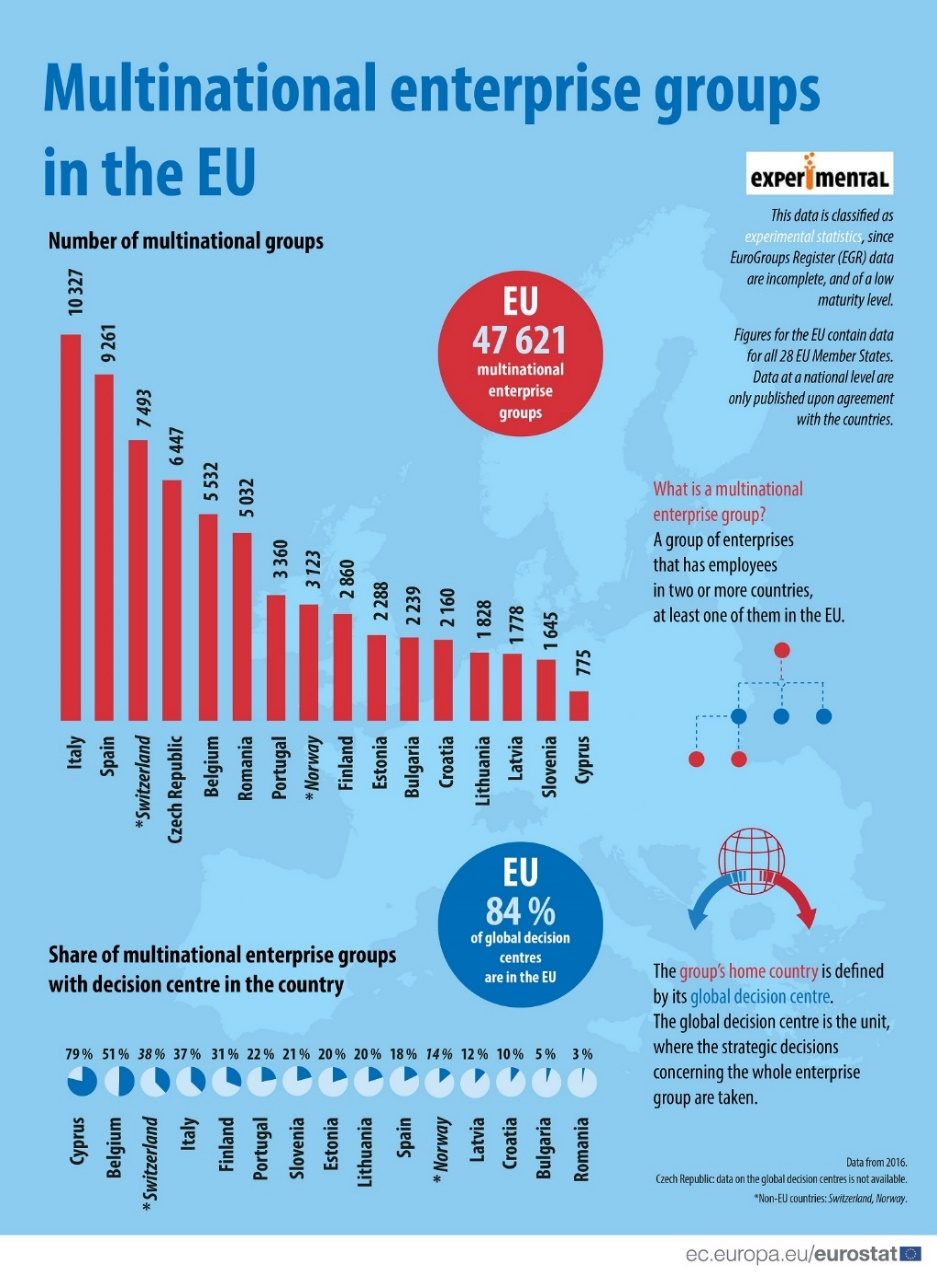 Multinational enterprise groups
in the EU
experimental
This data is classified as
experimental statistics, since
EuroGroups Register (EGR) data
are incomplete, and of a low
maturity level.
Figures for the EU contain data
for all 28 EU Member States.
Data at a national level are
only published upon agreement
with the countries.
Number of multinational groups
EU
47 621
multinational
enterprise
groups
10 327
9 261
7 493
6 447
5 532
5 032
3 360
3 123
2 860
2 288
2 239
2 160
1 828
1 778
1 645
775
Italy
Spain
*Switzerland
Czech Republic
Belgium
Romania
Portugal
*Norway
Finland
Estonia
Bulgaria
Croatia
Lithuania
Latvia
Slovenia
Cyprus
What is a multinational
enterprise group?
A group of enterprises
that has employees
in two or more countries,
at least one of them in the EU.
EU
84 %
of global decision
centres
are in the EU
Share of multinational enterprise groups
with decision centre in the country
79 % 51 % 38 % 37 % 31 % 22 % 21 % 20 % 20 % 18 % 14 % 12 % 10 % 5 % 3 %
Cyprus
Belgium
*Switzerland
Italy
Finland
Portugal
Slovenia
Estonia
Lithuania
Spain
* Norway
Latvia
Croatia
Bulgaria
Romania
The group's home country is defined
by its global decision centre.
The global decision centre is the unit,
where the strategic decisions
concerning the whole enterprise
group are taken.
Data from 2016.
Czech Republic: data on the global decision centres is not available.
*Non-EU countries: Switzerland, Norway.
ec.europa.eu/eurostat